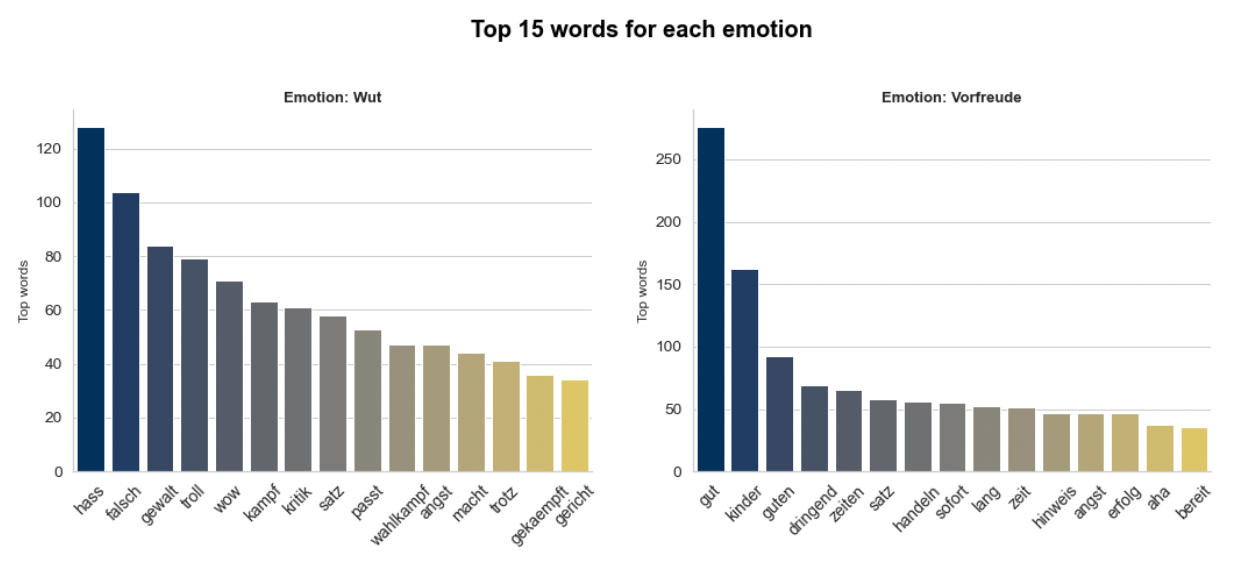 Top 15 words for each emotion
Emotion: Wut
Top words
120
100
80
60
40
20
0
hass
falsch
gewalt
troll
wow
kampf
kritik
satz
passt
wahlkampf
angst
macht
trotz
gekaempft
gericht
Emotion: Vorfreude
Top words
250
200
150
100
50
0
gut
kinder
guten
dringend
zeiten
satz
handeln
sofort
lang
zeit
hinweis
angst
erfolg
aha
bereit